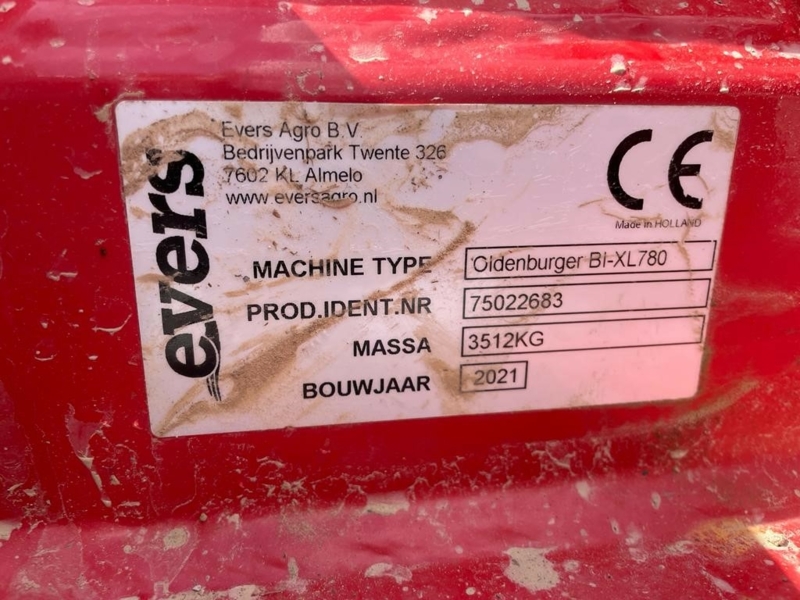 evers
Evers Agro B.V.
Bedrijvenpark Twente 326
7602 KL Almelo
www.eversagro.nl
CE
Made in HOLLAND
MACHINE TYPE Oldenburger BI-XL780
PROD.IDENT.NR 75022683
MASSA 3512KG
BOUWJAAR 2021